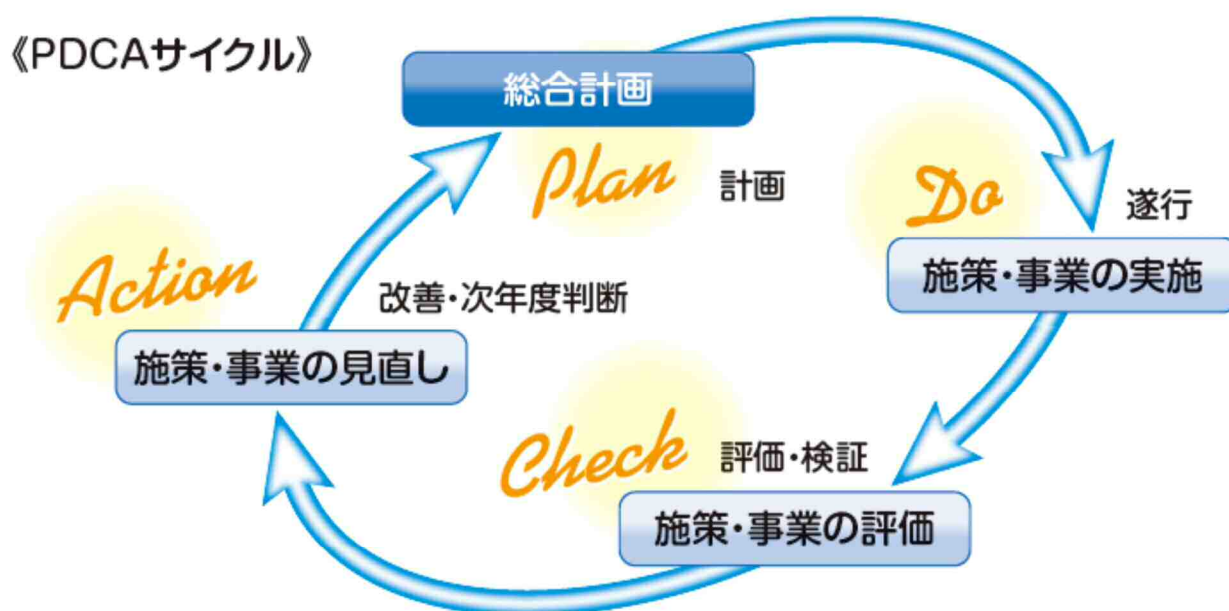 《PDCAサイクル》
総合計画
Plan 計画
Do 遂行
施策・事業の実施
Check 評価・検証
施策・事業の評価
Action
改善・次年度判断
施策・事業の見直し